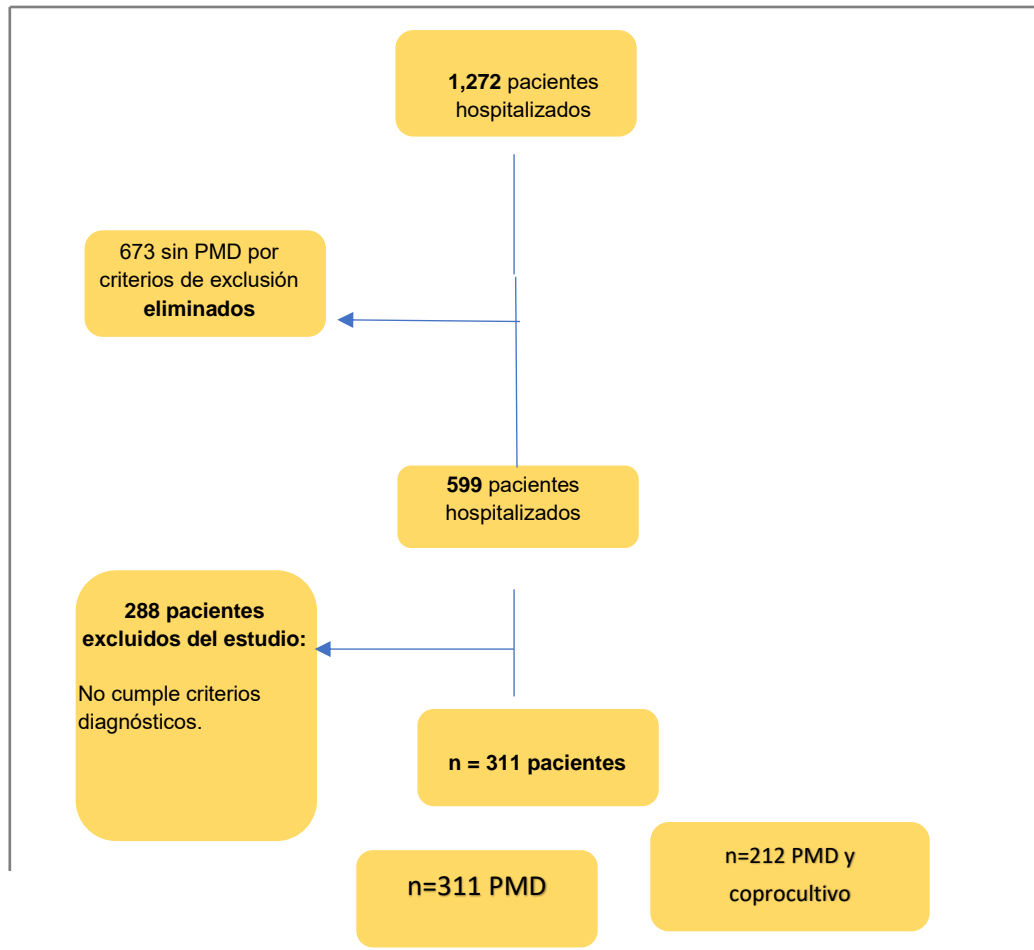 1,272 pacientes
hospitalizados
673 sin PMD por
criterios de exclusión
eliminados
599 pacientes
hospitalizados
288 pacientes
excluidos del estudio:
No cumple criterios
diagnósticos.
n = 311 pacientes
n=212 PMD y
coprocultivo
n=311 PMD